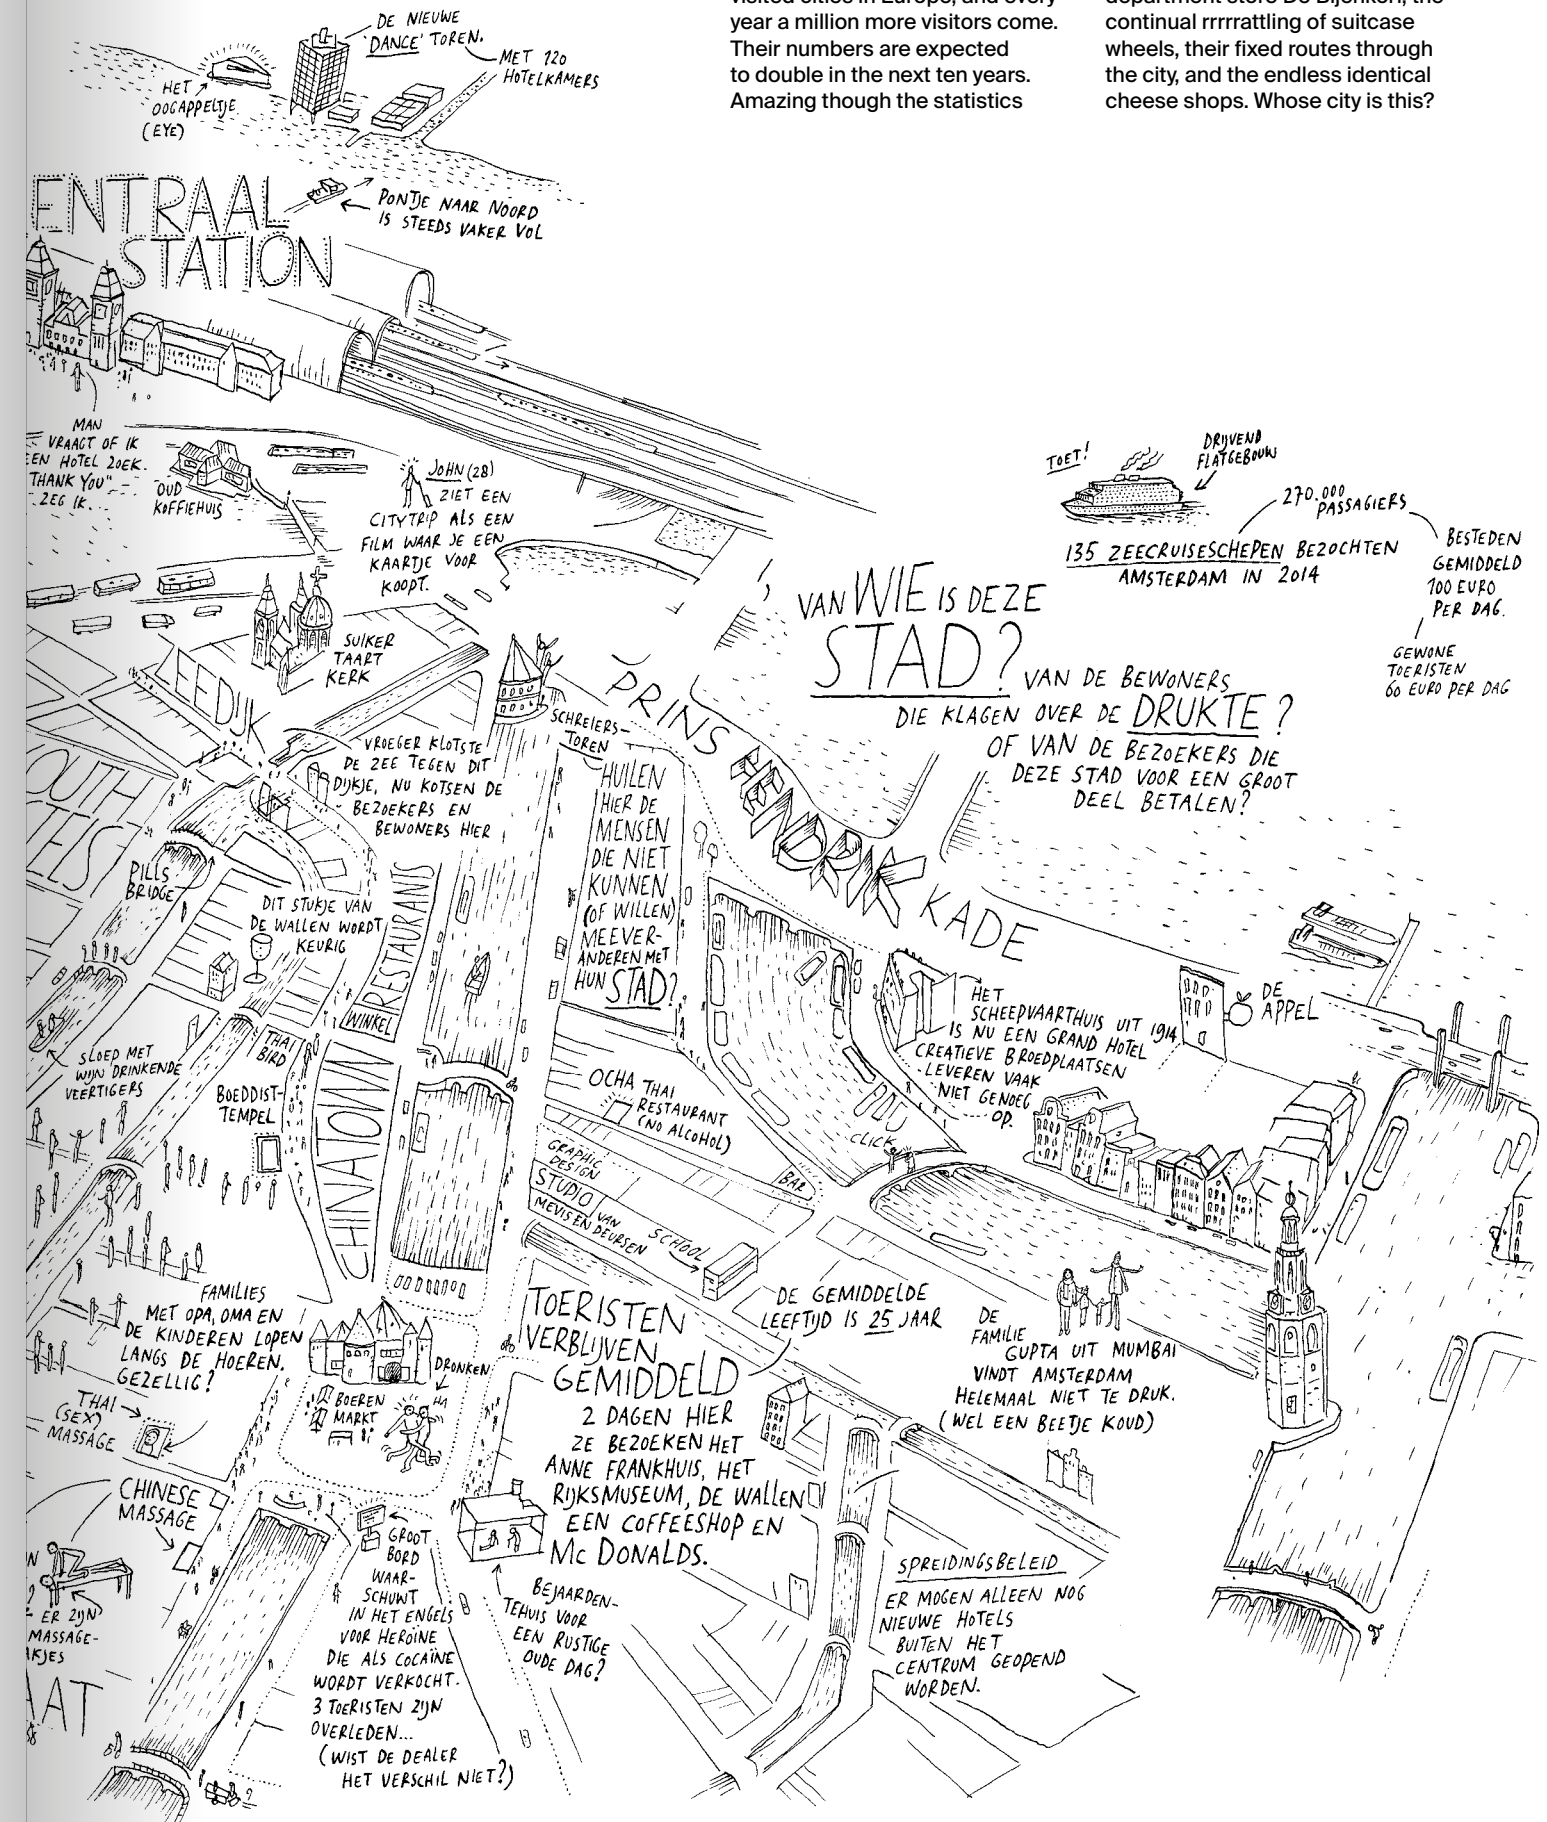 year a million more visitors come.
Their numbers are expected
to double in the next ten years.
Amazing though the statistics
continual rrrrrattling of suitcase
wheels, their fixed routes through
the city, and the endless identical
cheese shops. Whose city is this?
DE NIEUWE
'DANCE' TOREN.
MET 120
HOTELKAMERS
HET
OOGAPPELTJE
(EYE)
ENTRAAL
STATION
PONTJE NAAR NOORD
IS STEEDS VAKER VOL
MAN
VRAAGT OF IK
EEN HOTEL ZOEK.
THANK YOU"
ZEG IK...
OUD
KOFFIEHUIS
JOHN (28)
ZIET EEN
CITYTRIP ALS EEN
FILM WAAR JE EEN
KAARTJE VOOR
KOOPT.
TOET!
DRIJVEND
FLATGEBOUW
270.000
PASSAGIERS
135 ZEECRUISESCHEPEN BEZOCHTEN
AMSTERDAM IN 2014
BESTEDEN
GEMIDDELD
100 EURO
PER DAG.
GEWONE
TOERISTEN
60 EURO PER DAG
VAN WIE IS DEZE
STAD?
VAN DE BEWONERS
DIE KLAGEN OVER DE DRUKTE?
OF VAN DE BEZOEKERS DIE
DEZE STAD VOOR EEN GROOT
DEEL BETALEN?
SUIKER
TAART
KERK
ZEEDIJK
SCHREIERS-
TOREN
PRINS HENDRIK KADE
VROEGER KLOTSTE
DE ZEE TEGEN DIT
DIJKJE, NU KOTSEN DE
BEZOEKERS EN
BEWONERS HIER
HUILEN
HIER DE
MENSEN
DIE NIET
KUNNEN
(OF WILLEN)
MEEVER-
ANDEREN MET
HUN STAD?
OUTH
TELS
PILLS
BRIDGE
DIT STUKJE VAN
DE WALLEN WORDT
KEURIG
RESTAURANTS
WINKEL
THAI
BIRD
SLOEP MET
WIJN DRINKENDE
VEERTIGERS
BOEDDIST-
TEMPEL
CHINATOWN
HET
SCHEEPVAARTHUIS UIT 1914
IS NU EEN GRAND HOTEL
CREATIEVE BROEDPLAATSEN
LEVEREN VAAK
NIET GENOEG
OP.
DE
APPEL
OCHA THAI
RESTAURANT
(NO ALCOHOL)
CLICK
BAR
GRAPHIC
DESIGN
STUDIO VAN
MEVIS EN DEURSEN
SCHOOL
FAMILIES
MET OPA, OMA EN
DE KINDEREN LOPEN
LANGS DE HOEREN.
GEZELLIG?
DE GEMIDDELDE
LEEFTIJD IS 25 JAAR
DE
FAMILIE
GUPTA UIT MUMBAI
VINDT AMSTERDAM
HELEMAAL NIET TE DRUK.
(WEL EEN BEETJE KOUD)
TOERISTEN
VERBLIJVEN
GEMIDDELD
2 DAGEN HIER
ZE BEZOEKEN HET
ANNE FRANKHUIS, HET
RIJKSMUSEUM, DE WALLEN
EEN COFFEESHOP EN
Mc DONALDS.
DRONKEN
HA
BOEREN
MARKT
THAI
(SEX)
MASSAGE
CHINESE
MASSAGE
ER ZIJN
MASSAGE-
GROOT
BORD
WAAR-
SCHUWT
IN HET ENGELS
VOOR HEROÏNE
DIE ALS COCAÏNE
WORDT VERKOCHT.
3 TOERISTEN ZIJN
OVERLEDEN...
(WIST DE DEALER
HET VERSCHIL NIET?)
BEJAARDEN-
TEHUIS VOOR
EEN RUSTIGE
OUDE DAG?
SPREIDINGSBELEID
ER MOGEN ALLEEN NOG
NIEUWE HOTELS
BUITEN HET
CENTRUM GEOPEND
WORDEN.
AAT